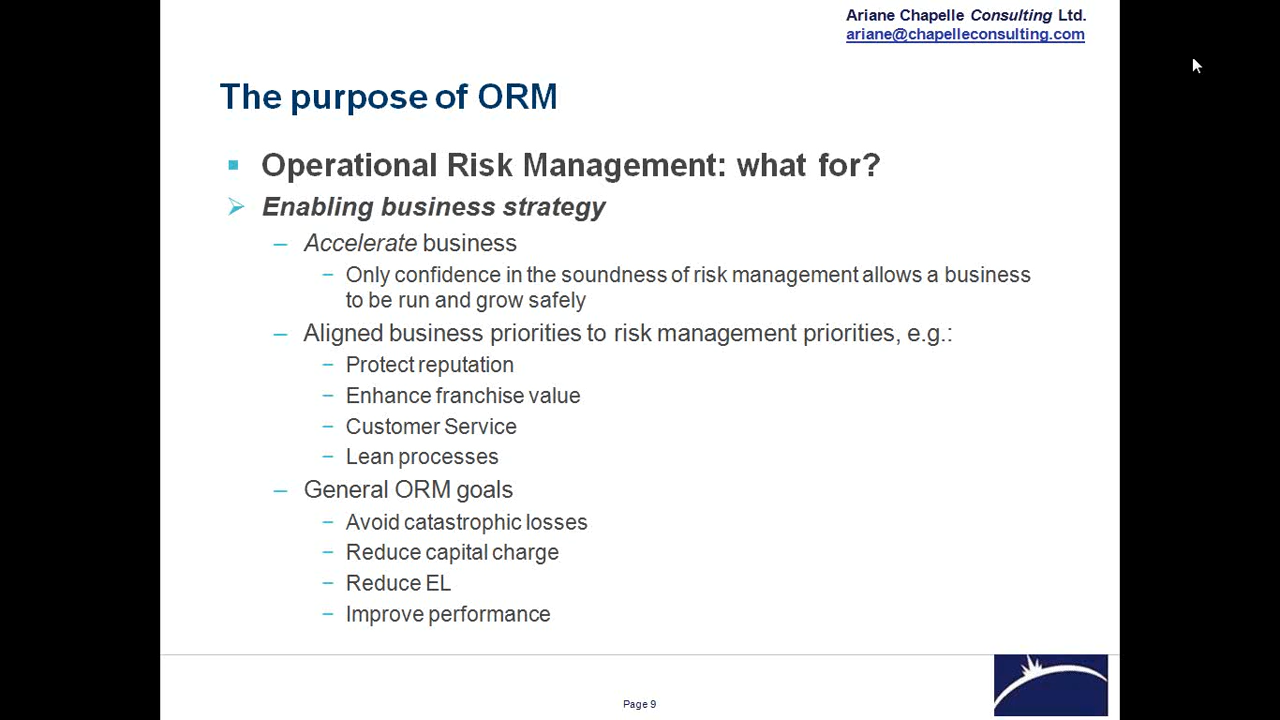 Ariane Chapelle Consulting Ltd.
ariane@chapelleconsulting.com
The purpose of ORM
Operational Risk Management: what for?
Enabling business strategy
– Accelerate business
– Only confidence in the soundness of risk management allows a business
to be run and grow safely
– Aligned business priorities to risk management priorities, e.g.:
– Protect reputation
– Enhance franchise value
– Customer Service
– Lean processes
– General ORM goals
– Avoid catastrophic losses
– Reduce capital charge
– Reduce EL
– Improve performance
Page 9